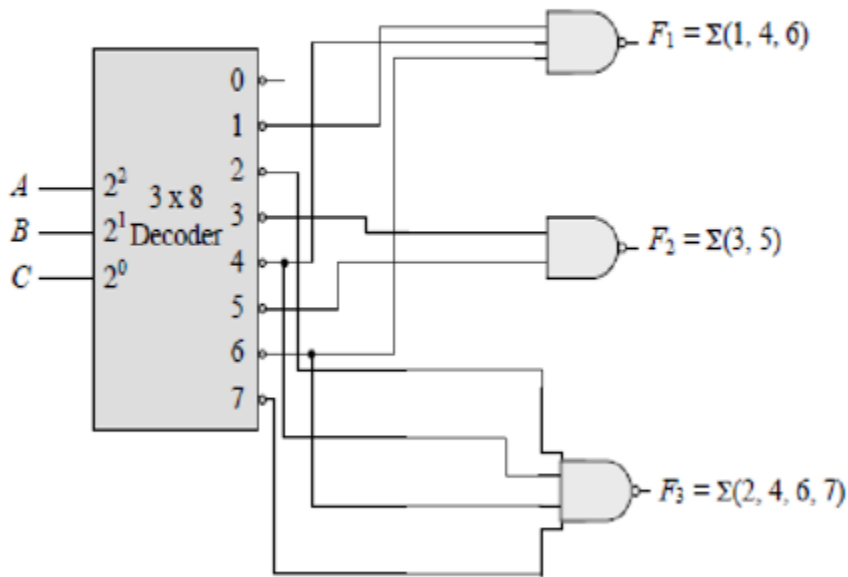 F₁ = Σ(1, 4, 6)
0
1
2
3
4
5
6
7
A
B
C
2²
2¹
2⁰
3 x 8
Decoder
F₂ = Σ(3, 5)
F₃ = Σ(2, 4, 6, 7)